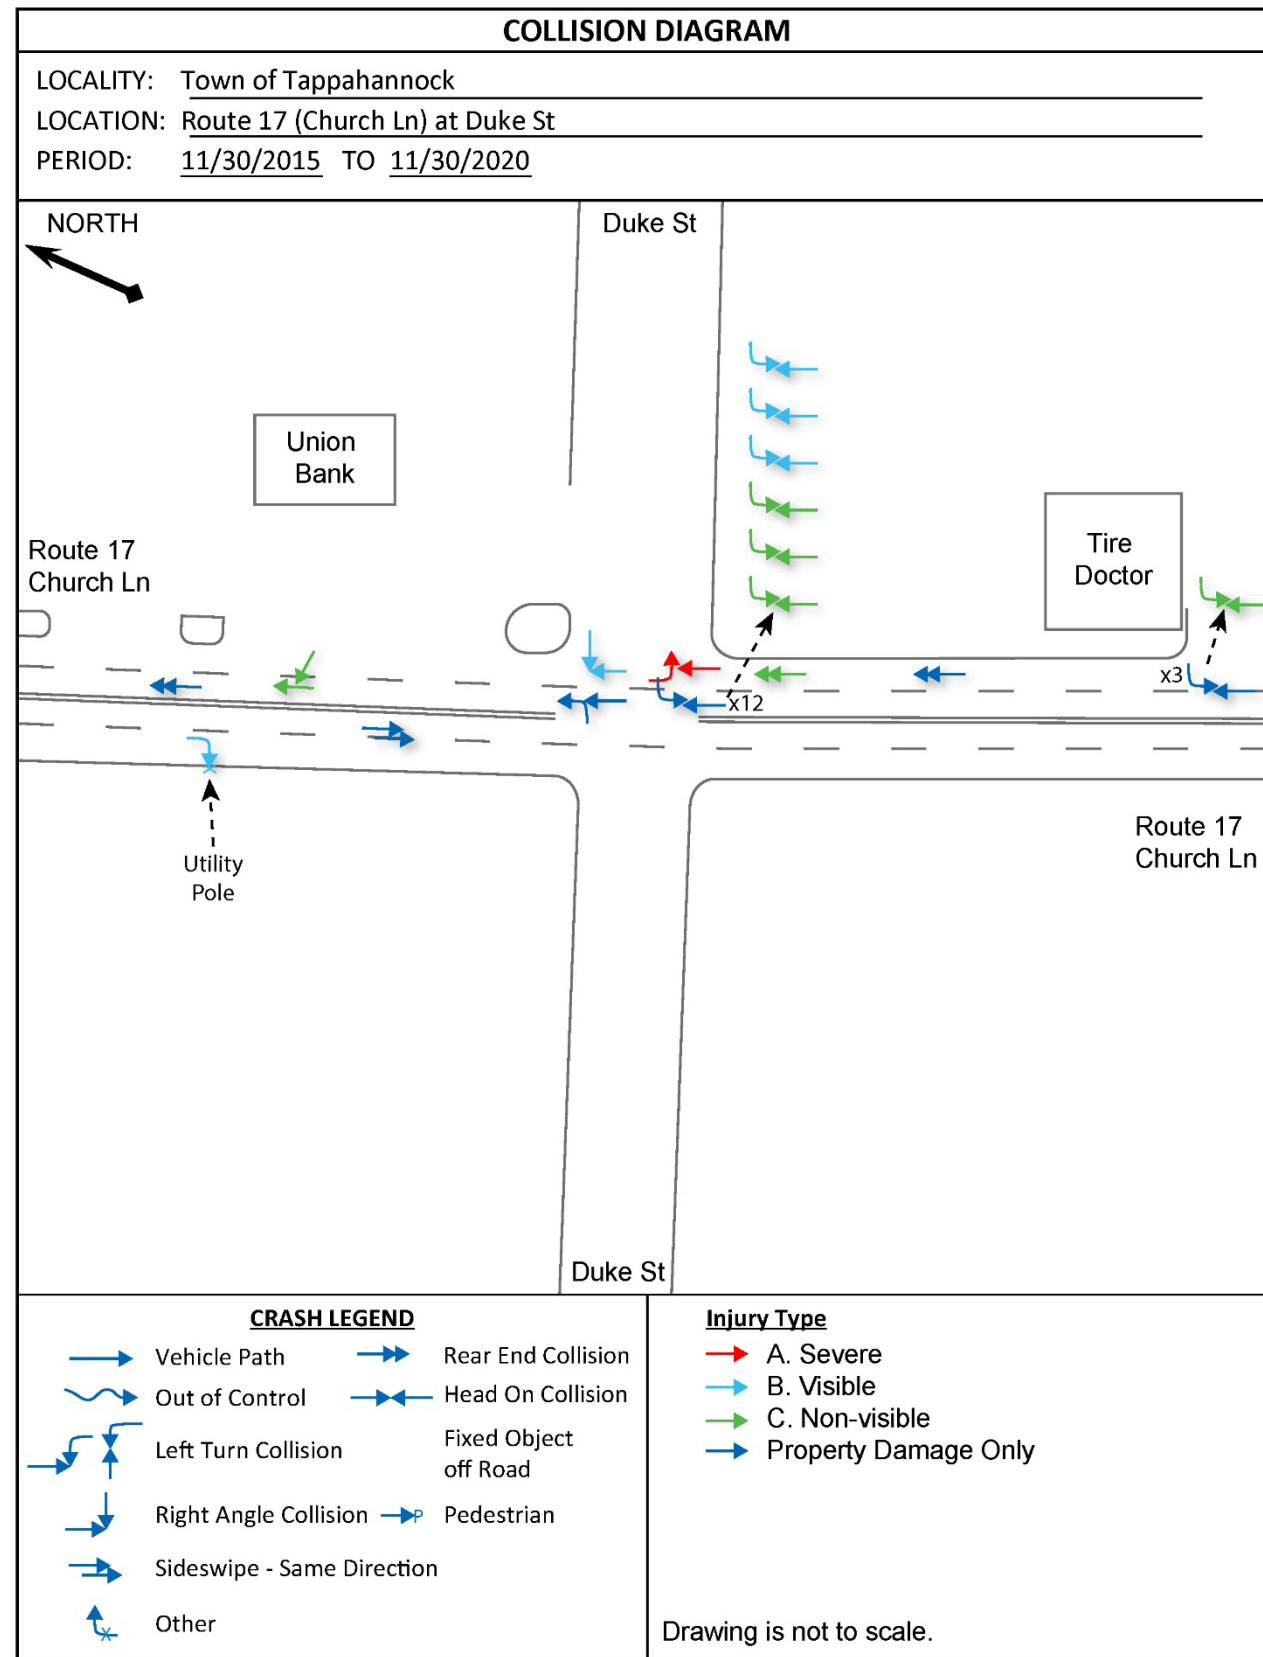 COLLISION DIAGRAM
LOCALITY: Town of Tappahannock
LOCATION: Route 17 (Church Ln) at Duke St
PERIOD: 11/30/2015 TO 11/30/2020
NORTH
Duke St
Union
Bank
Tire
Doctor
Route 17
Church Ln
x3
x12
Route 17
Church Ln
Utility
Pole
Duke St
CRASH LEGEND
Vehicle Path
Rear End Collision
Out of Control
Head On Collision
Left Turn Collision
Fixed Object
off Road
Right Angle Collision
P
Pedestrian
Sideswipe - Same Direction
Other
Injury Type
A. Severe
B. Visible
C. Non-visible
Property Damage Only
Drawing is not to scale.